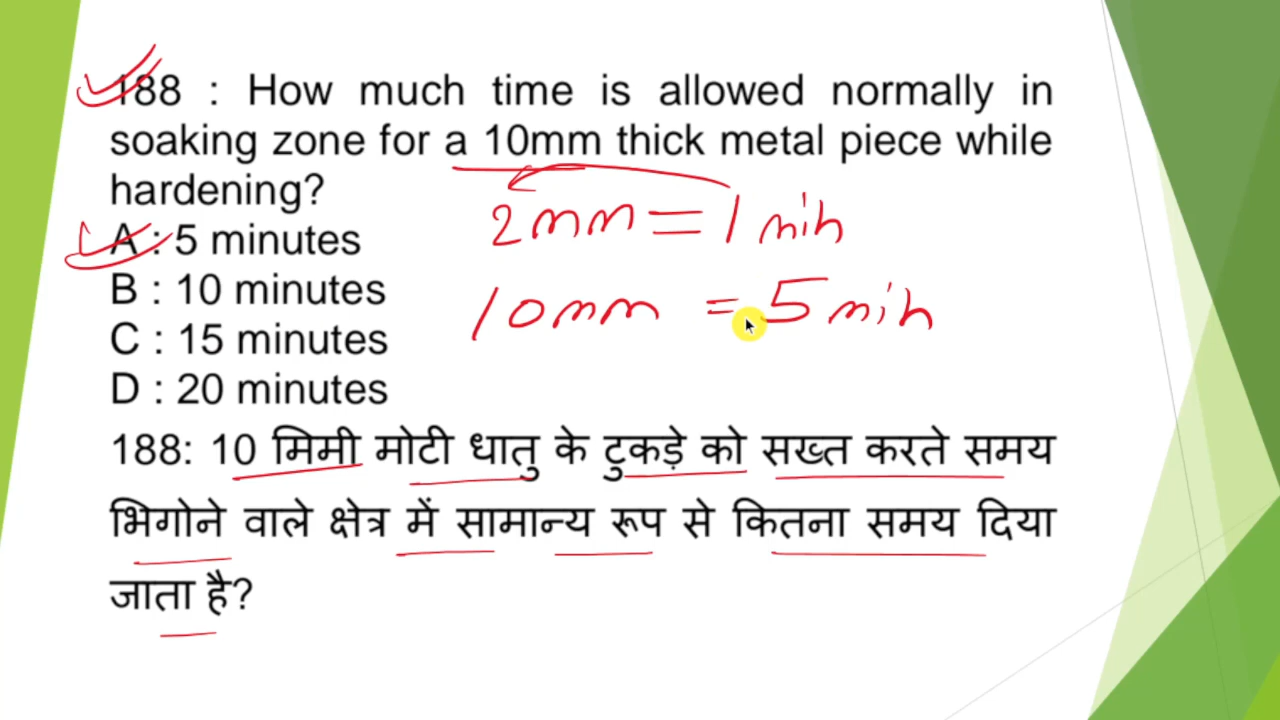 188 : How much time is allowed normally in
soaking zone for a 10mm thick metal piece while
hardening?
2mm = 1 min
A : 5 minutes
B : 10 minutes
10mm = 5 min
C : 15 minutes
D : 20 minutes
188: 10 मिमी मोटी धातु के टुकड़े को सख्त करते समय
भिगोने वाले क्षेत्र में सामान्य रूप से कितना समय दिया
जाता है?